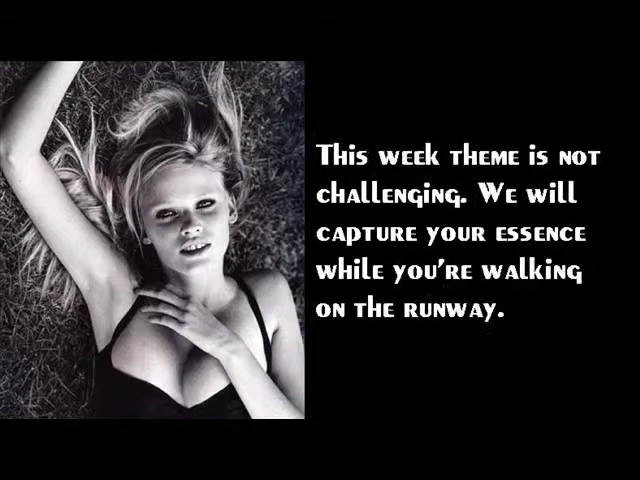 This week theme is not
challenging. We will
capture your essence
while you're walking
on the runway.